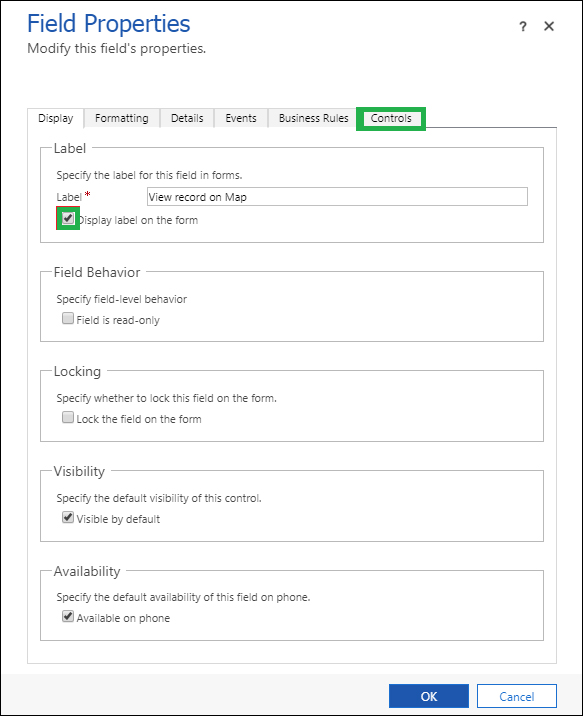 Field Properties
? ×
Modify this field's properties.
Display Formatting Details Events Business Rules Controls
Label
Specify the label for this field in forms.
Label* View record on Map
Display label on the form
Field Behavior
Specify field-level behavior
Field is read-only
Locking
Specify whether to lock this field on the form.
Lock the field on the form
Visibility
Specify the default visibility of this control.
Visible by default
Availability
Specify the default availability of this field on phone.
Available on phone
OK Cancel